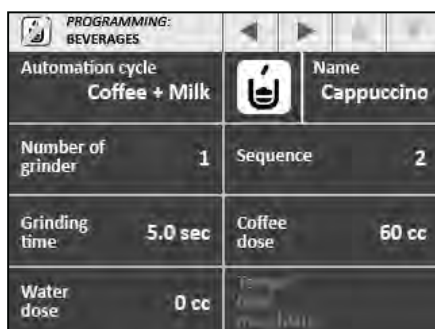 PROGRAMMING:
BEVERAGES
Automation cycle
Coffee + Milk
Name
Cappuccino
Number of
grinder
1
Sequence
2
Grinding
time
5.0 sec
Coffee
dose
60 cc
Water
dose
0 cc